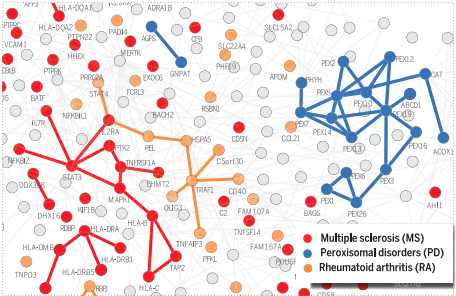 HLA-DQA2
ADRA1B
PTPRC
HLA-DQA1
PADI4
SLC15A2
VCAM1
PTPN22
AGPS
CFB
HHEX
MERTK
SLC22A4
PEX2
PEX12
PTPRK
PRRC2A
EXOC6
GNPAT
PHF19
APOM
PHYH
CAT
BATF
STAT4
FCRL3
RSBN1
PEX5
PEX10
ABCD1
IL7R
NFKBIL1
BACH2
PEX7
PEX14
PEX19
IL2RA
REL
HSPA5
CDSN
CCL21
PEX13
PEX16
ACOX1
NFKBIZ
PTK2
C5orf30
STAT3
TNFRSF1A
EHMT2
CD40
PEX6
PEX3
DDX39B
MAPK1
TRAF1
PEX1
AHI1
DHX16
KIF1B
OLIG3
C2
FAM107A
BAG6
PEX26
RDBP
HLA-DRA
HLA-B
TNFSF14
HLA-DMB
HLA-DRB1
TNFAIP3
PFKL
FAM167A
TNPO3
HLA-DRB5
TAP2
HLA-C
Multiple sclerosis (MS)
Peroxisomal disorders (PD)
Rheumatoid arthritis (RA)